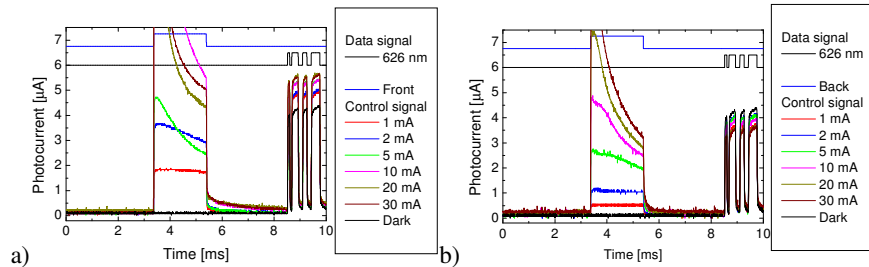 7
6
5
4
3
2
1
0
Photocurrent [µA]
0 2 4 6 8 10
Time [ms]
Data signal
626 nm
Front
Control signal
1 mA
2 mA
5 mA
10 mA
20 mA
30 mA
Dark
a)
7
6
5
4
3
2
1
0
Photocurrent [µA]
0 2 4 6 8 10
Time [ms]
Data signal
626 nm
Back
Control signal
1 mA
2 mA
5 mA
10 mA
20 mA
30 mA
Dark
b)